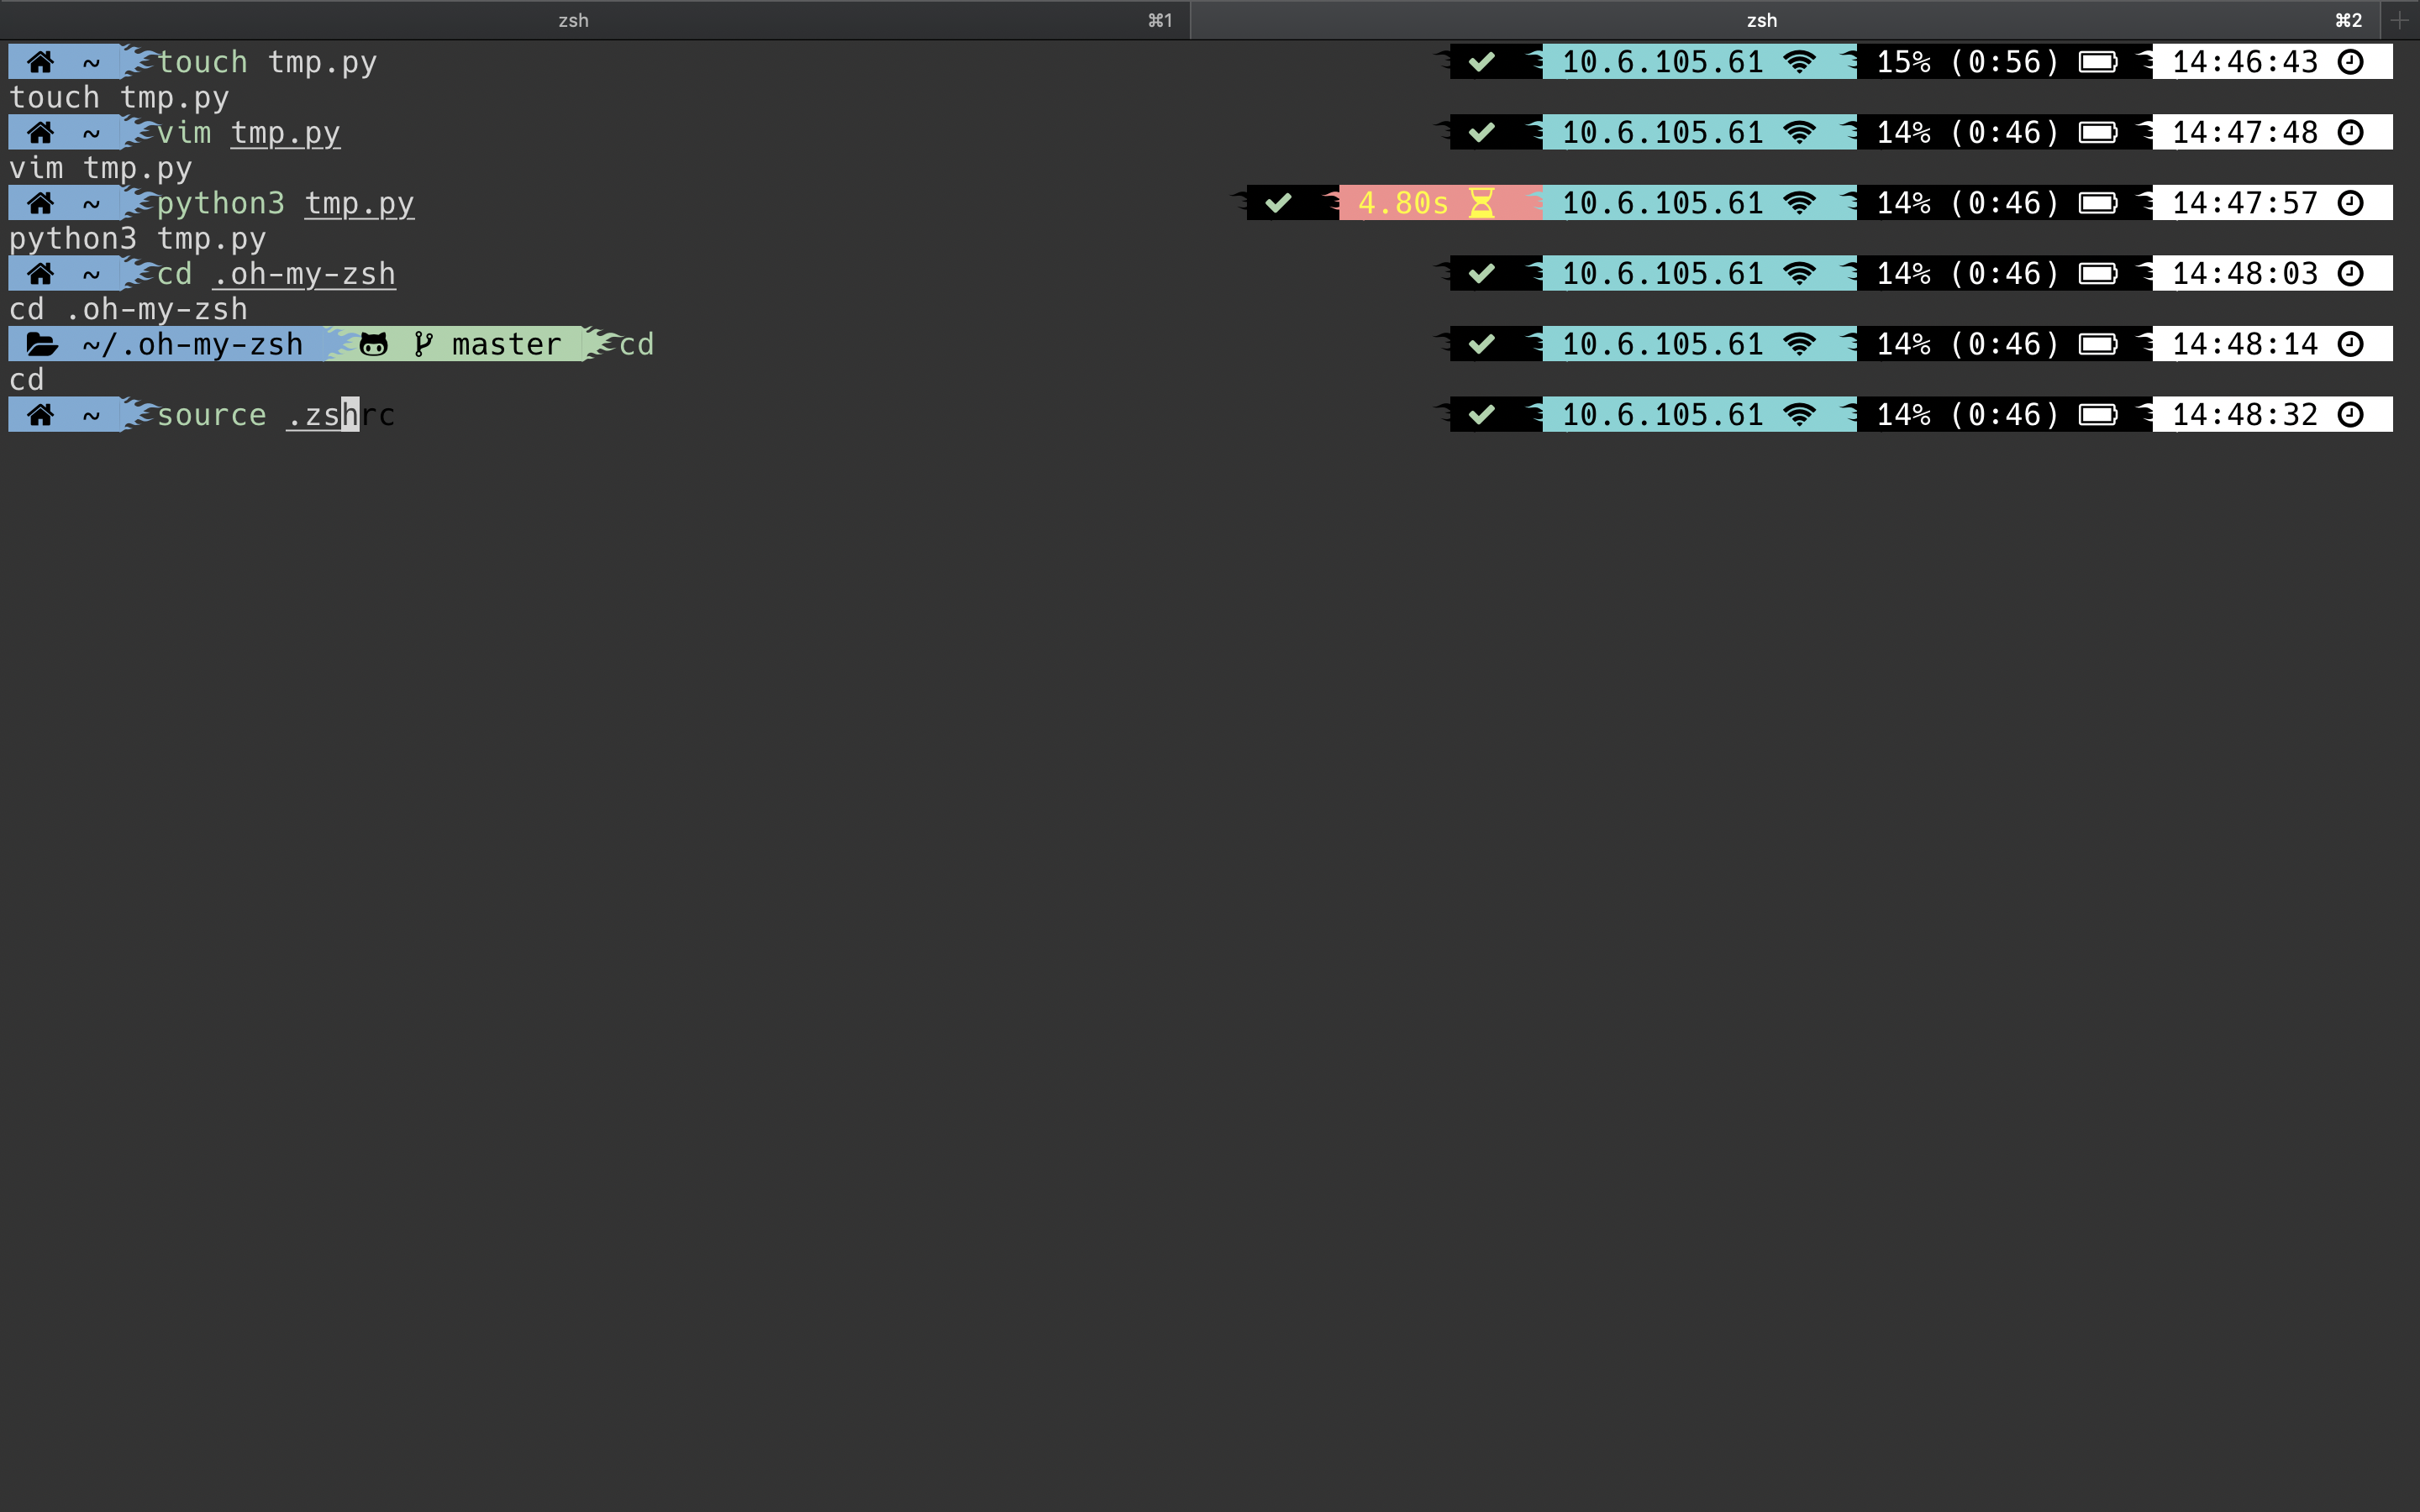 zsh ⌘1 zsh ⌘2
~ touch tmp.py 10.6.105.61 15% (0:56) 14:46:43
touch tmp.py
~ vim tmp.py 10.6.105.61 14% (0:46) 14:47:48
vim tmp.py
~ python3 tmp.py 4.80s 10.6.105.61 14% (0:46) 14:47:57
python3 tmp.py
~ cd .oh-my-zsh 10.6.105.61 14% (0:46) 14:48:03
cd .oh-my-zsh
~/.oh-my-zsh master cd 10.6.105.61 14% (0:46) 14:48:14
cd
~ source .zshrc 10.6.105.61 14% (0:46) 14:48:32